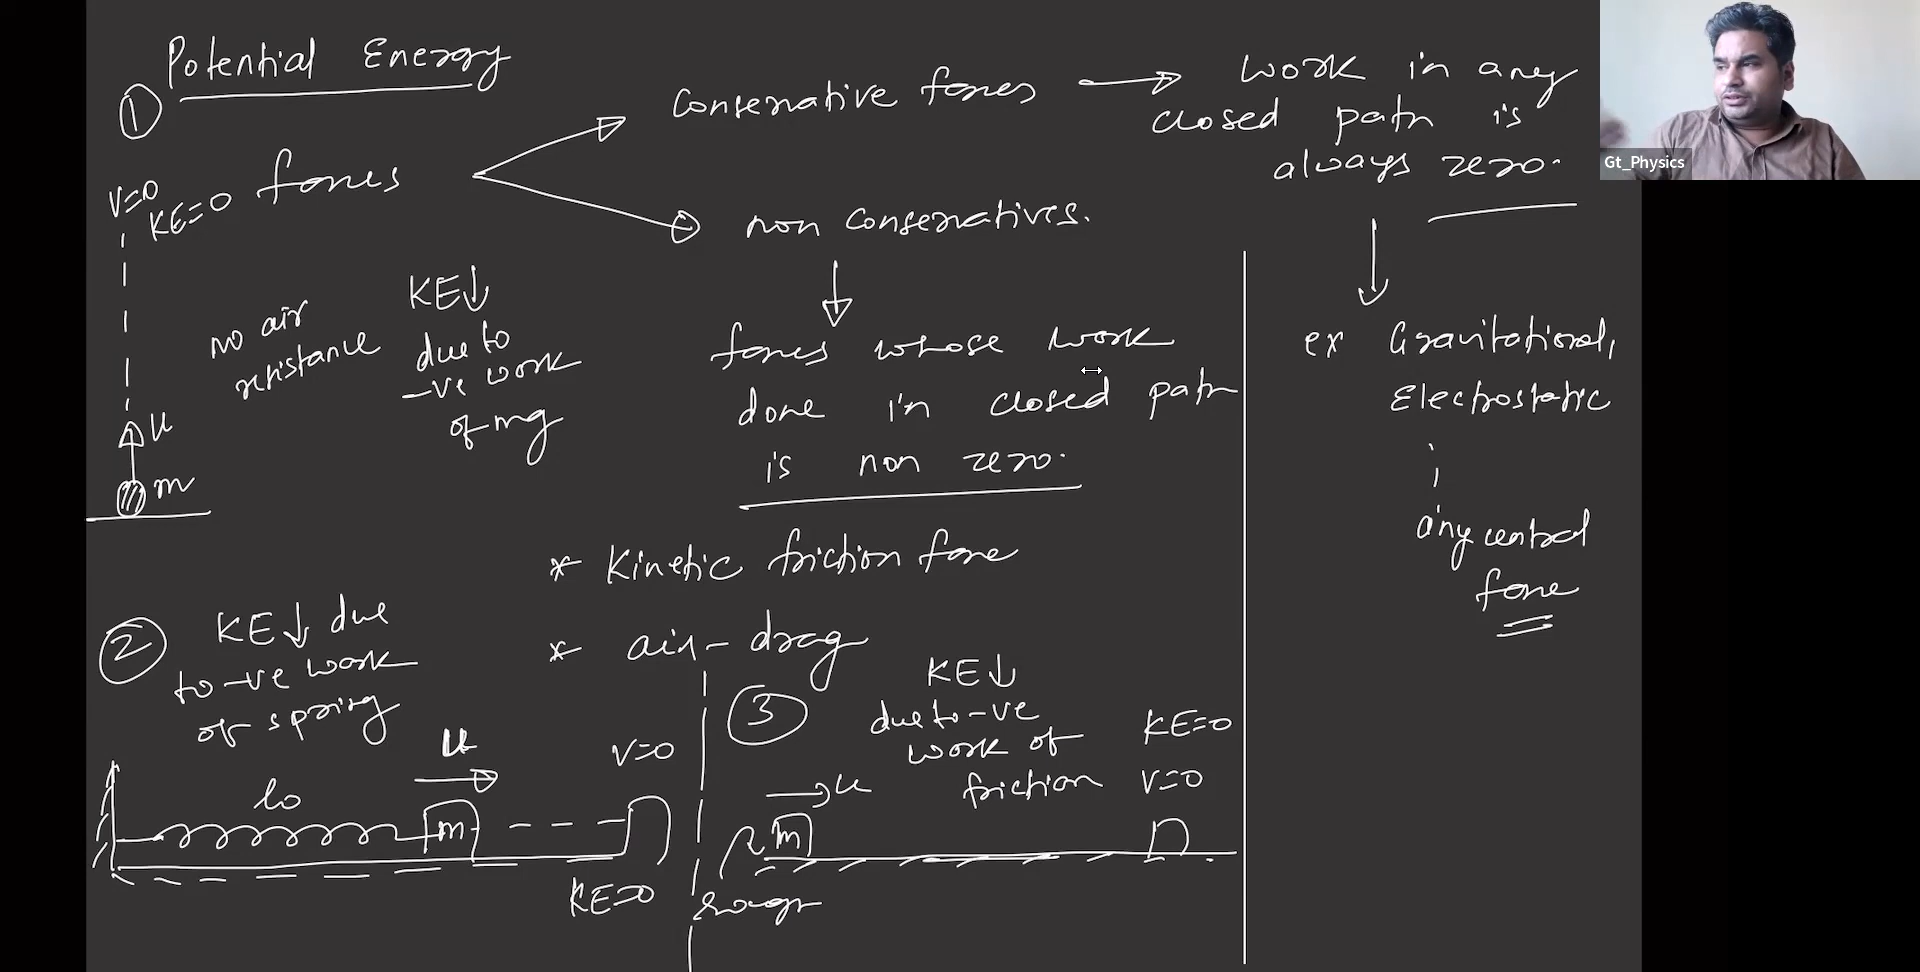 Potential Energy
1
forces
Conservative forces → work in any
closed path is
always zero.
non conservatives.
v=0
KE=0
no air
resistance
KE↓
due to
-ve work
of mg
u
m
forces whose work
done in closed path
is non zero.
* Kinetic friction force
* air-drag
ex Gravitational,
Electrostatic
;
any central
force
2
KE↓ due
to -ve work
of spring
u
v=0
l0
m
KE=0
3
KE↓
due to -ve
work of
friction
KE=0
v=0
u
m
rough
Gt_Physics